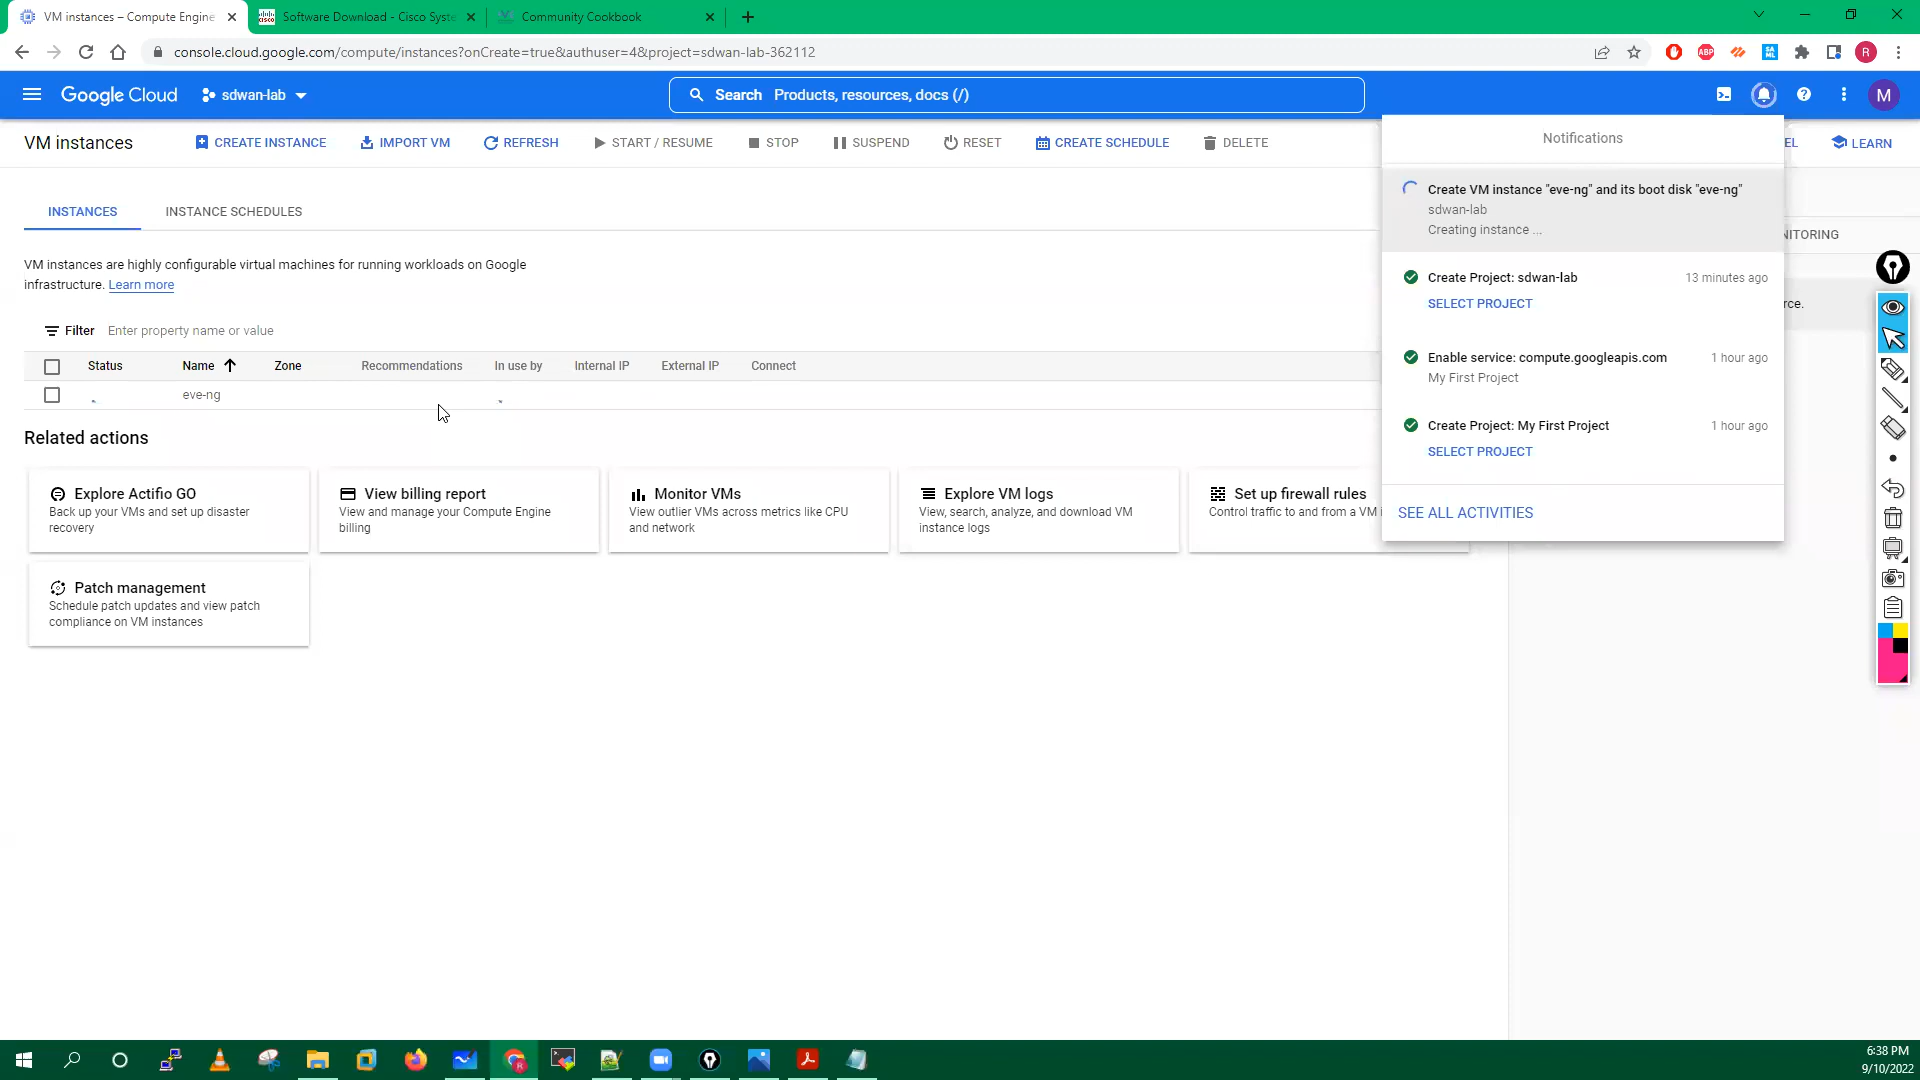 VM instances – Compute Engine
Software Download - Cisco Syste
Community Cookbook
console.cloud.google.com/compute/instances?onCreate=true&authuser=4&project=sdwan-lab-362112
ABP
R
Google Cloud
sdwan-lab
Search Products, resources, docs (/)
M
VM instances
CREATE INSTANCE
IMPORT VM
REFRESH
START / RESUME
STOP
SUSPEND
RESET
CREATE SCHEDULE
DELETE
EL
LEARN
Notifications
Create VM instance "eve-ng" and its boot disk "eve-ng"
sdwan-lab
Creating instance ...
Create Project: sdwan-lab
13 minutes ago
SELECT PROJECT
Enable service: compute.googleapis.com
1 hour ago
My First Project
Create Project: My First Project
1 hour ago
SELECT PROJECT
SEE ALL ACTIVITIES
NITORING
rce.
INSTANCES
INSTANCE SCHEDULES
VM instances are highly configurable virtual machines for running workloads on Google
infrastructure. Learn more
Filter Enter property name or value
Status Name Zone Recommendations In use by Internal IP External IP Connect
eve-ng
Related actions
Explore Actifio GO
Back up your VMs and set up disaster
recovery
View billing report
View and manage your Compute Engine
billing
Monitor VMs
View outlier VMs across metrics like CPU
and network
Explore VM logs
View, search, analyze, and download VM
instance logs
Set up firewall rules
Control traffic to and from a VM i
Patch management
Schedule patch updates and view patch
compliance on VM instances
6:38 PM
9/10/2022